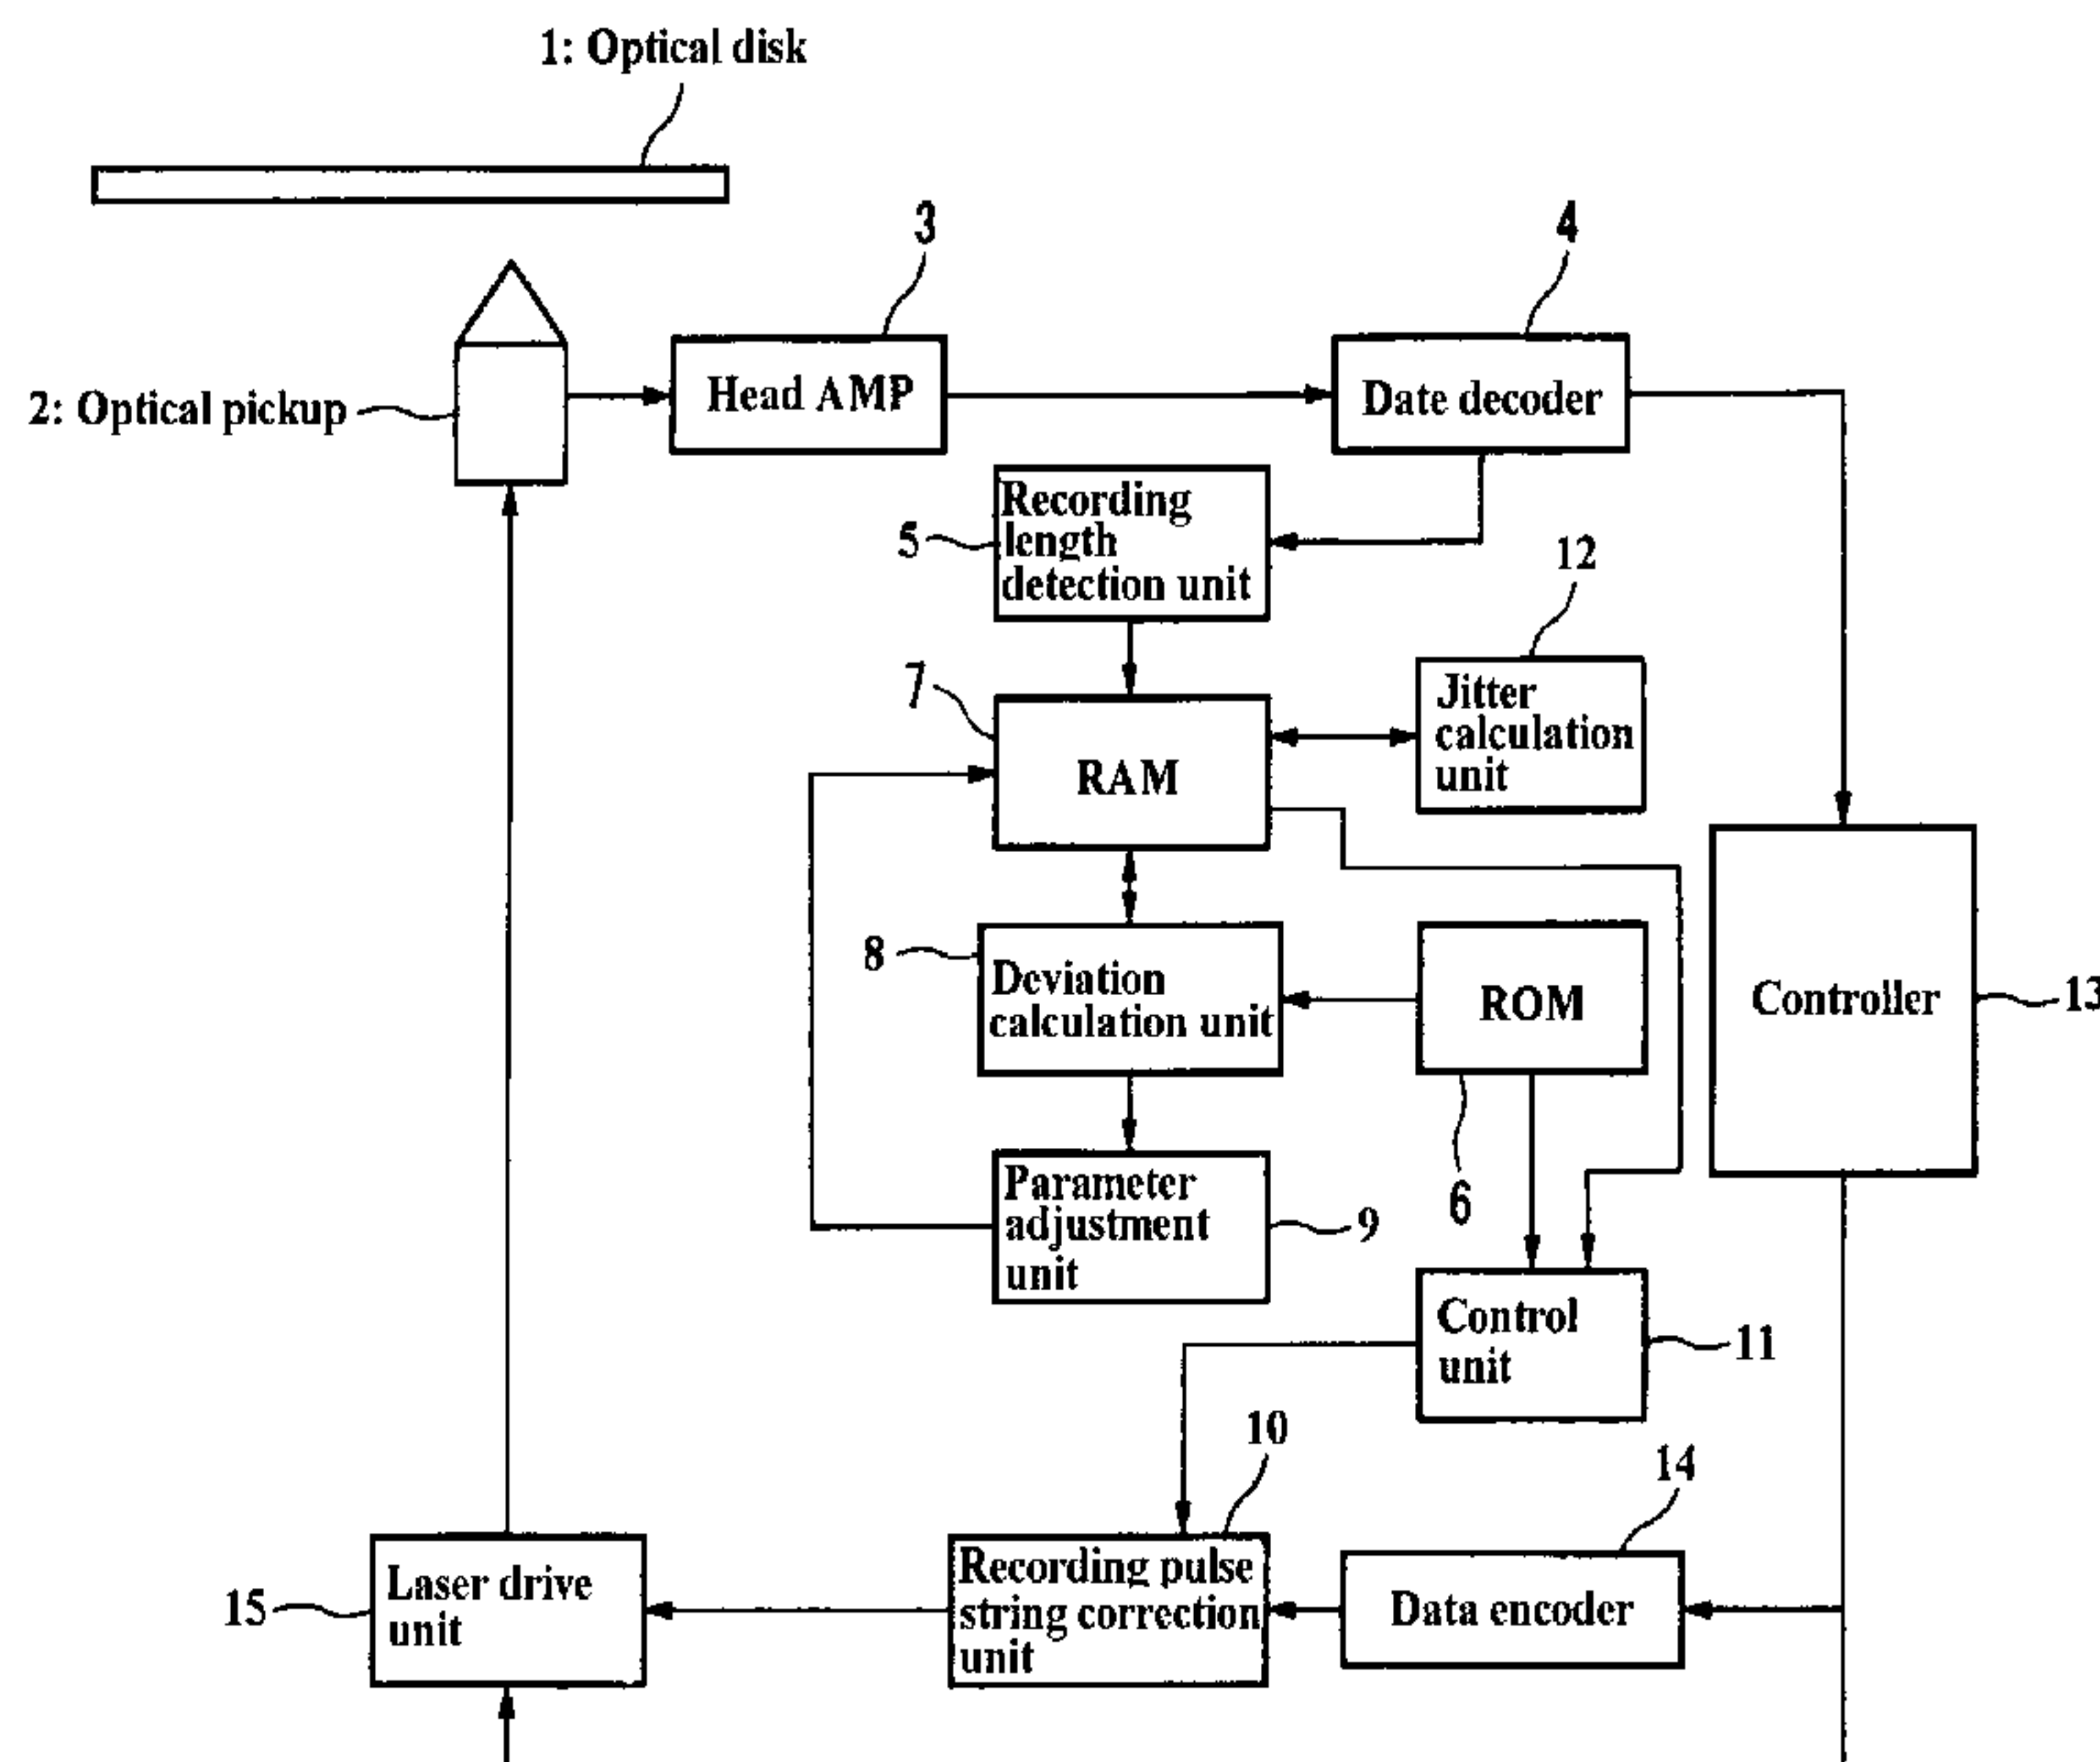 1: Optical disk
3
4
2: Optical pickup
Head AMP
Date decoder
5
Recording
length
detection unit
12
7
RAM
Jitter
calculation
unit
8
Deviation
calculation unit
ROM
Controller
13
Parameter
adjustment
unit
9
6
Control
unit
11
10
14
15
Laser drive
unit
Recording pulse
string correction
unit
Data encoder